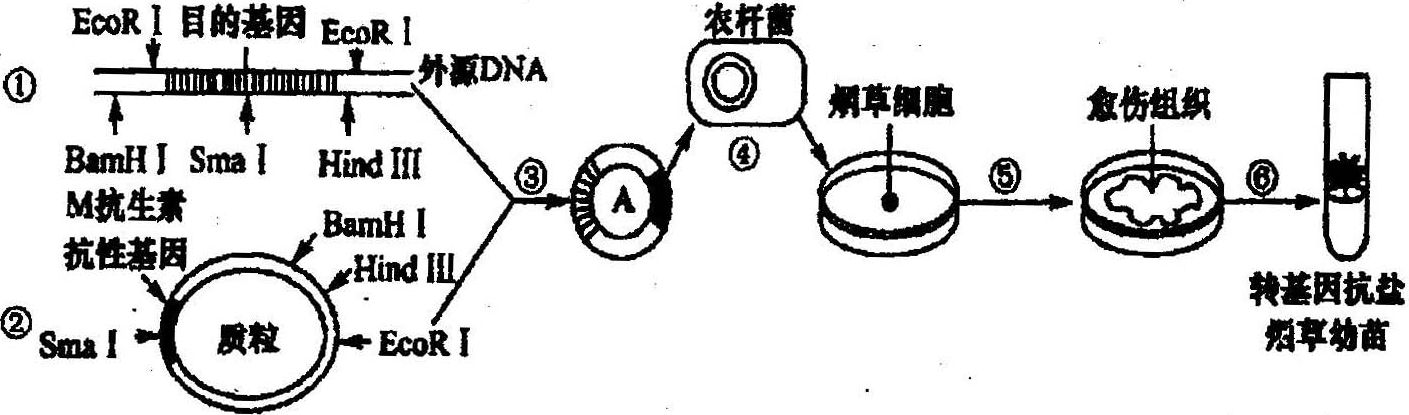 EcoR Ⅰ 目的基因 EcoR Ⅰ
① 外源DNA
BamH Ⅰ Sma Ⅰ Hind Ⅲ
M抗生素
抗性基因
BamH Ⅰ
Hind Ⅲ
② Sma Ⅰ
质粒
EcoR Ⅰ
③
A
农杆菌
④
烟草细胞
⑤
愈伤组织
⑥
转基因抗盐
烟草幼苗